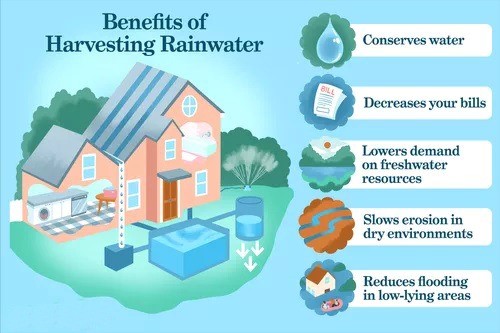 Benefits of
Harvesting Rainwater
Conserves water
BILL
Decreases your bills
Lowers demand
on freshwater
resources
Slows erosion in
dry environments
Reduces flooding
in low-lying areas